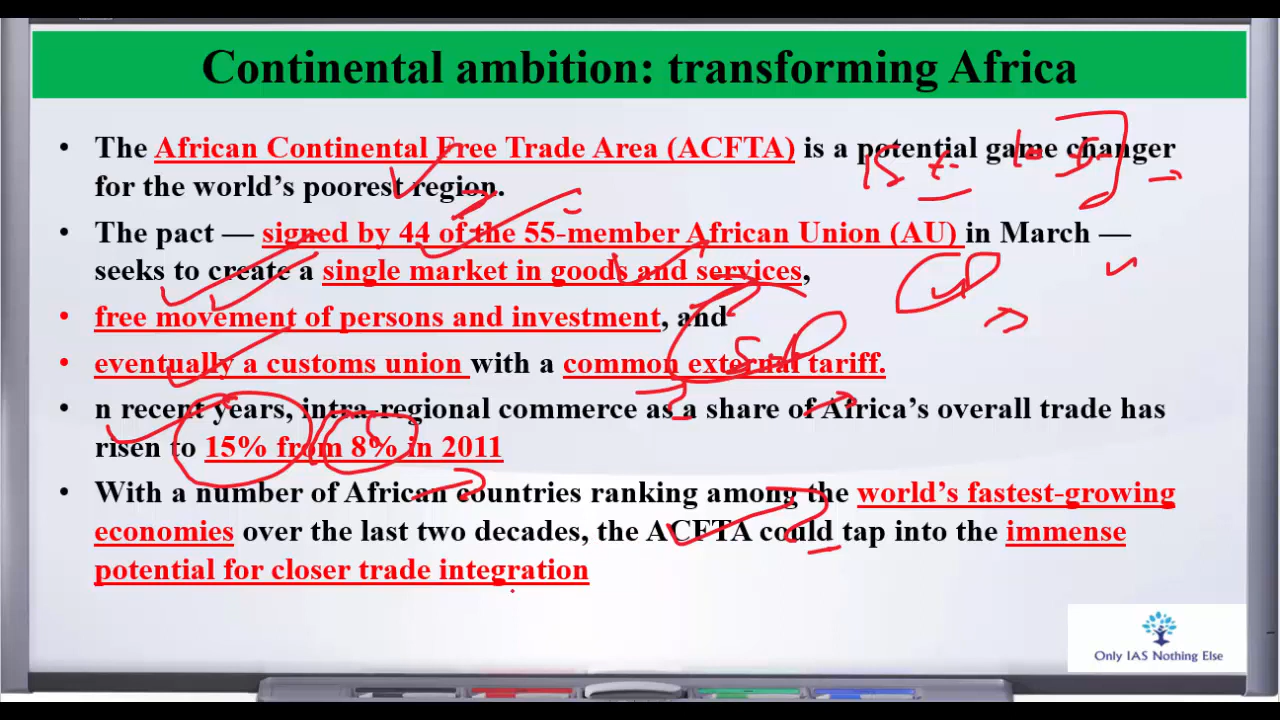 Continental ambition: transforming Africa
• The African Continental Free Trade Area (ACFTA) is a potential game changer
for the world's poorest region.
• The pact — signed by 44 of the 55-member African Union (AU) in March —
seeks to create a single market in goods and services,
• free movement of persons and investment, and
• eventually a customs union with a common external tariff.
• n recent years, intra-regional commerce as a share of Africa's overall trade has
risen to 15% from 8% in 2011
• With a number of African countries ranking among the world's fastest-growing
economies over the last two decades, the ACFTA could tap into the immense
potential for closer trade integration
Only IAS Nothing Else